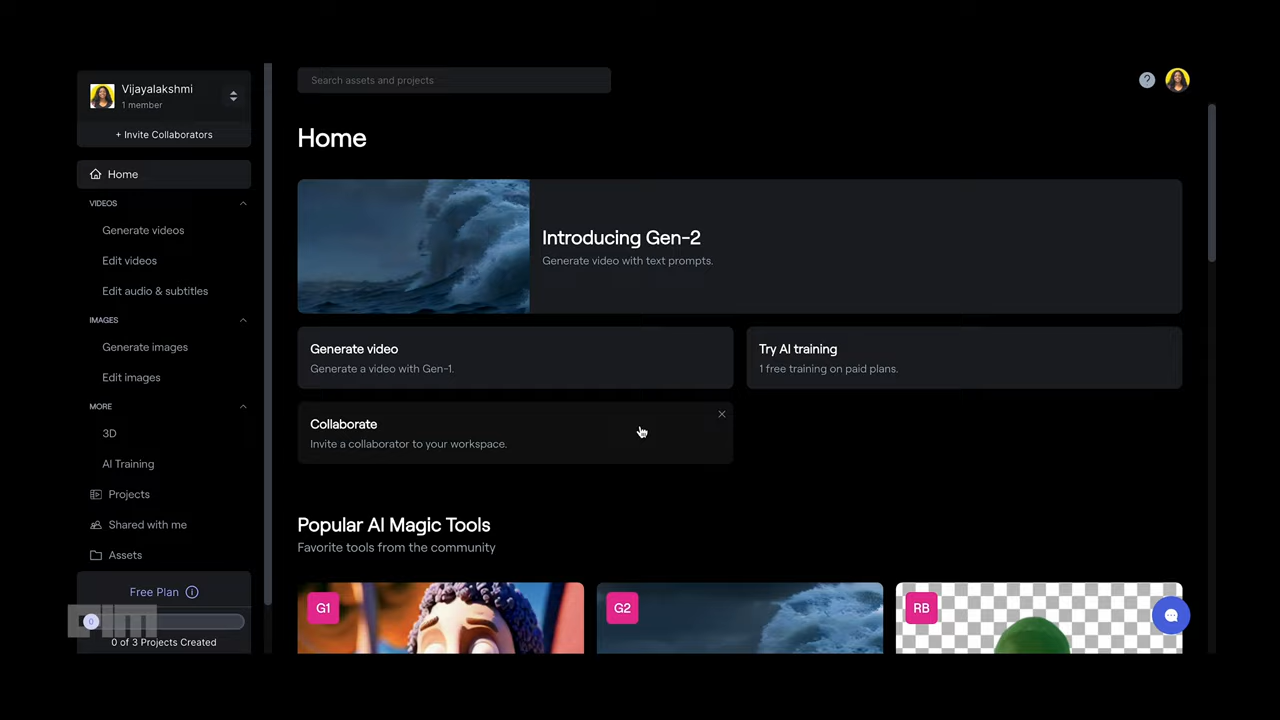 Vijayalakshmi
1 member
+ Invite Collaborators
Home
VIDEOS
Generate videos
Edit videos
Edit audio & subtitles
IMAGES
Generate images
Edit images
MORE
3D
AI Training
Projects
Shared with me
Assets
Free Plan
0
0 of 3 Projects Created
Search assets and projects
?
Home
Introducing Gen-2
Generate video with text prompts.
Generate video
Generate a video with Gen-1.
Try AI training
1 free training on paid plans.
Collaborate
Invite a collaborator to your workspace.
Popular AI Magic Tools
Favorite tools from the community
G1
G2
RB